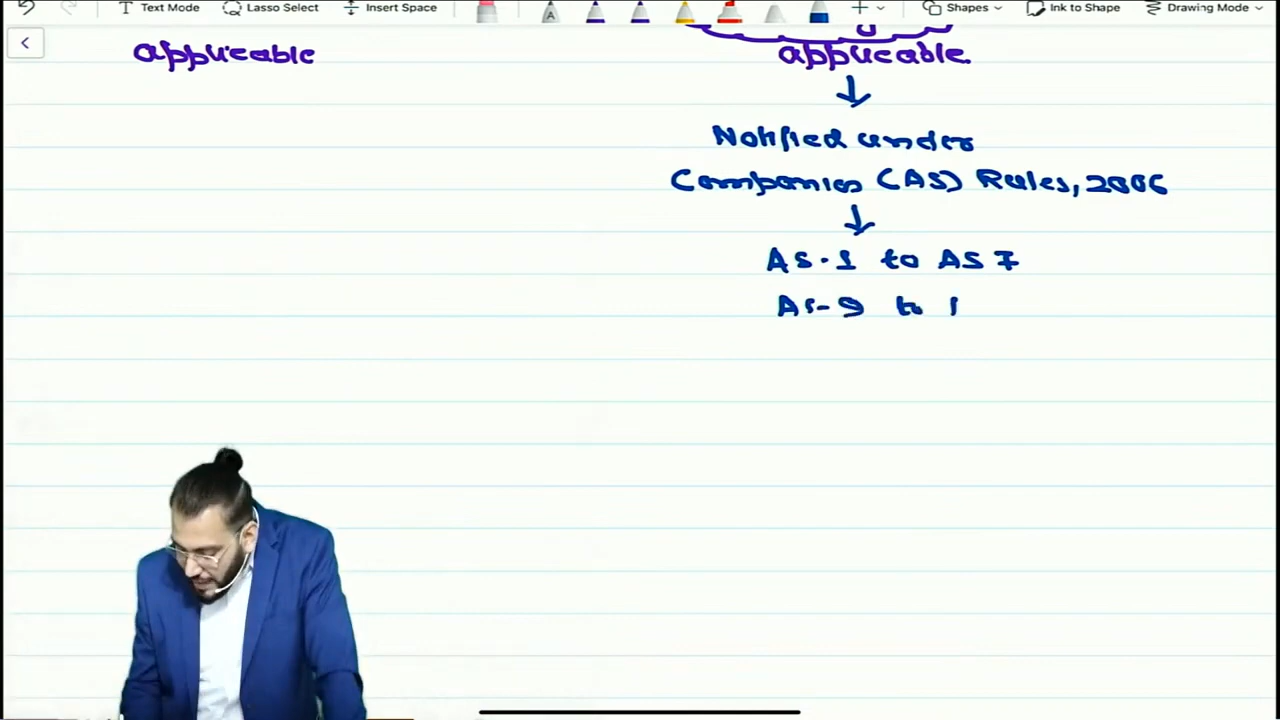 Text Mode Lasso Select Insert Space Shapes Ink to Shape Drawing Mode
applicable applicable
Notified under
Companies (AS) Rules, 2006
AS-1 to AS 7
AS-9 to 1